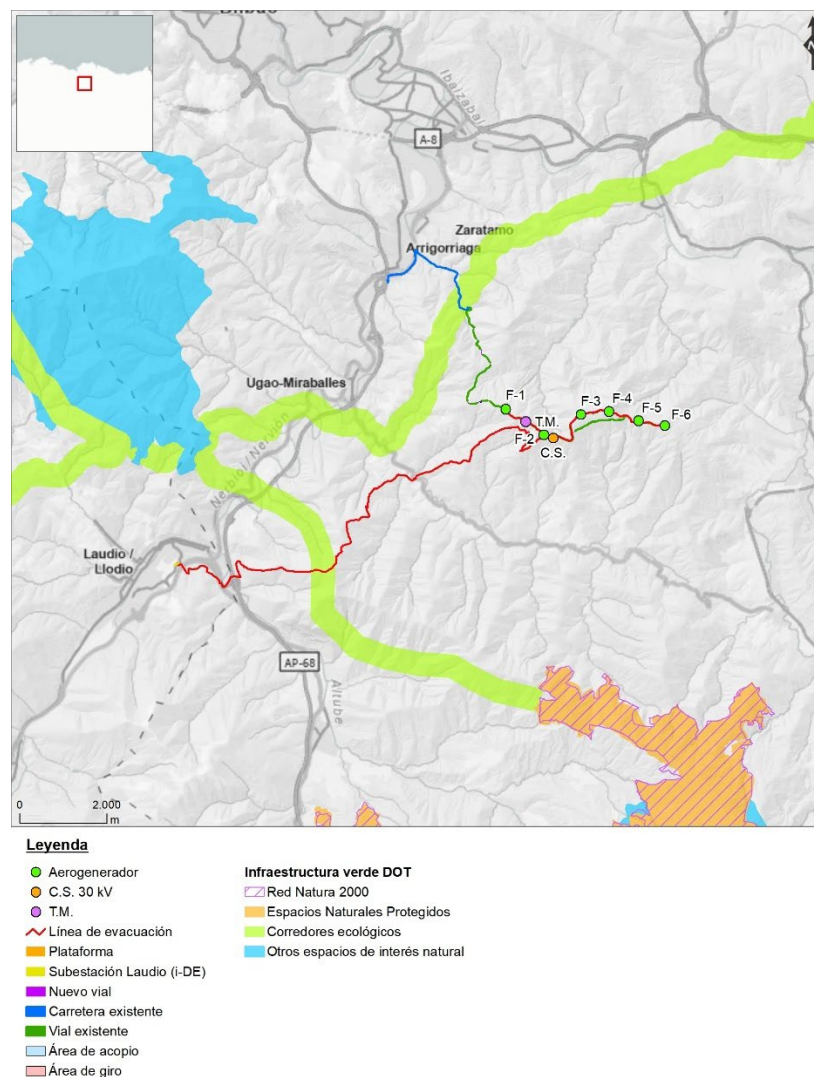 Bilbao
Ibaizabal
A-8
Zaratamo
Arrigorriaga
Ugao-Miraballes
F-1
T.M.
F-2
C.S.
F-3
F-4
F-5
F-6
Nerbioi/Nervión
Laudio /
Llodio
AP-68
Altube
0 2.000
m
Leyenda
Aerogenerador
C.S. 30 kV
T.M.
Línea de evacuación
Plataforma
Subestación Laudio (i-DE)
Nuevo vial
Carretera existente
Vial existente
Área de acopio
Área de giro
Infraestructura verde DOT
Red Natura 2000
Espacios Naturales Protegidos
Corredores ecológicos
Otros espacios de interés natural